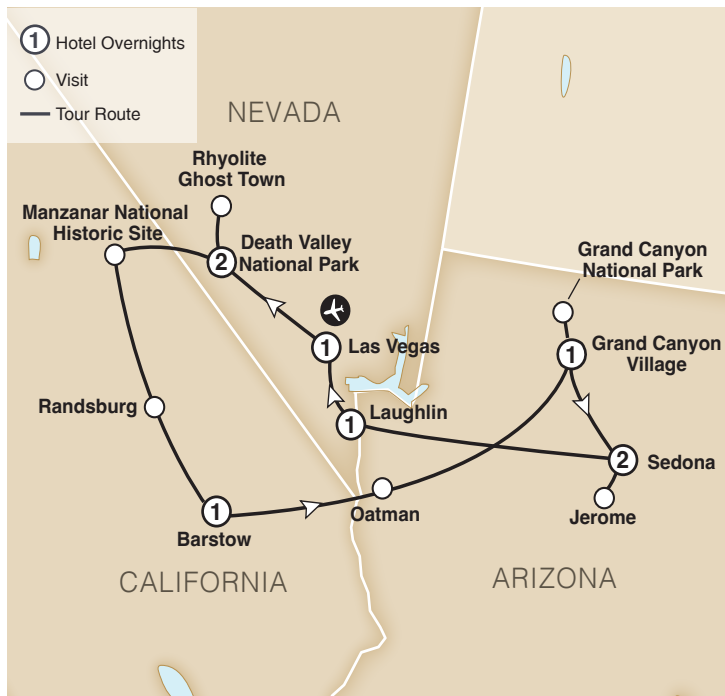 1 Hotel Overnights
Visit
Tour Route
NEVADA
Rhyolite
Ghost Town
Manzanar National
Historic Site
2
Death Valley
National Park
Grand Canyon
National Park
1
Las Vegas
1
Grand Canyon
Village
Randsburg
1
Laughlin
2
Sedona
Oatman
Jerome
1
Barstow
CALIFORNIA
ARIZONA